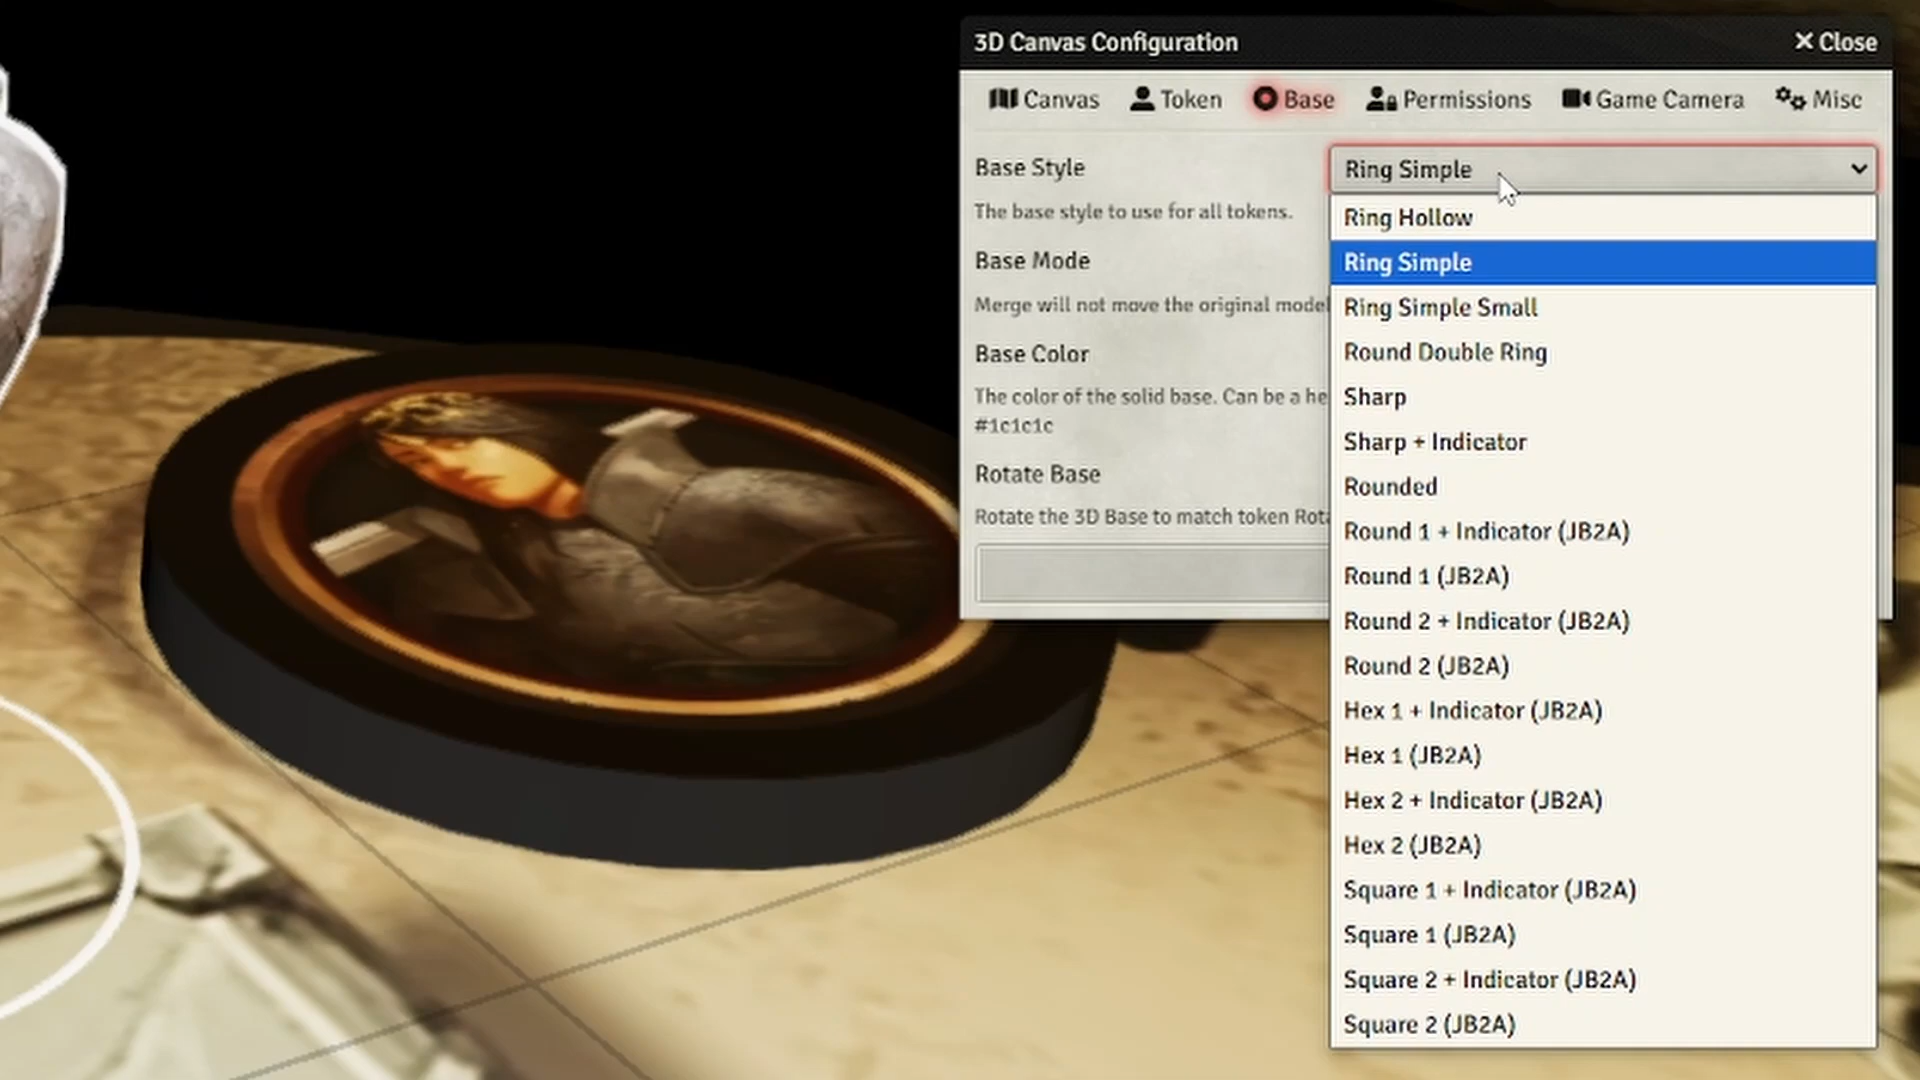 3D Canvas Configuration
Close
Canvas Token Base Permissions Game Camera Misc
Base Style
Ring Simple
The base style to use for all tokens.
Base Mode
Merge will not move the original model
Base Color
The color of the solid base. Can be a he
#1c1c1c
Rotate Base
Rotate the 3D Base to match token Rota
Ring Hollow
Ring Simple
Ring Simple Small
Round Double Ring
Sharp
Sharp + Indicator
Rounded
Round 1 + Indicator (JB2A)
Round 1 (JB2A)
Round 2 + Indicator (JB2A)
Round 2 (JB2A)
Hex 1 + Indicator (JB2A)
Hex 1 (JB2A)
Hex 2 + Indicator (JB2A)
Hex 2 (JB2A)
Square 1 + Indicator (JB2A)
Square 1 (JB2A)
Square 2 + Indicator (JB2A)
Square 2 (JB2A)